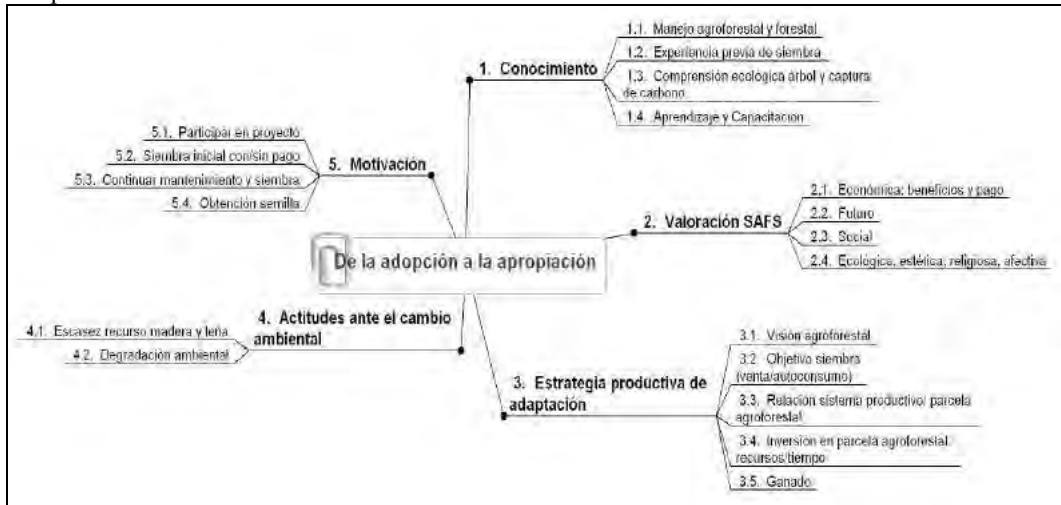 De la adopción a la apropiación
1. Conocimiento
1.1. Manejo agroforestal y forestal
1.2. Experiencia previa de siembra
1.3. Comprensión ecológica árbol y captura
de carbono
1.4. Aprendizaje y Capacitacion
2. Valoración SAFS
2.1. Económica: beneficios y pago
2.2. Futuro
2.3. Social
2.4. Ecológica, estética, religiosa, afectiva
3. Estrategia productiva de
adaptación
3.1. Visión agroforestal
3.2. Objetivo siembra
(venta/autoconsumo)
3.3. Relación sistema productivo/ parcela
agroforestal
3.4. Inversión en parcela agroforestal:
recursos/tiempo
3.5. Ganado
4. Actitudes ante el cambio
ambiental
4.1. Escasez recurso madera y leña
4.2. Degradación ambiental
5. Motivación
5.1. Participar en proyecto
5.2. Siembra inicial con/sin pago
5.3. Continuar mantenimiento y siembra
5.4. Obtención semilla